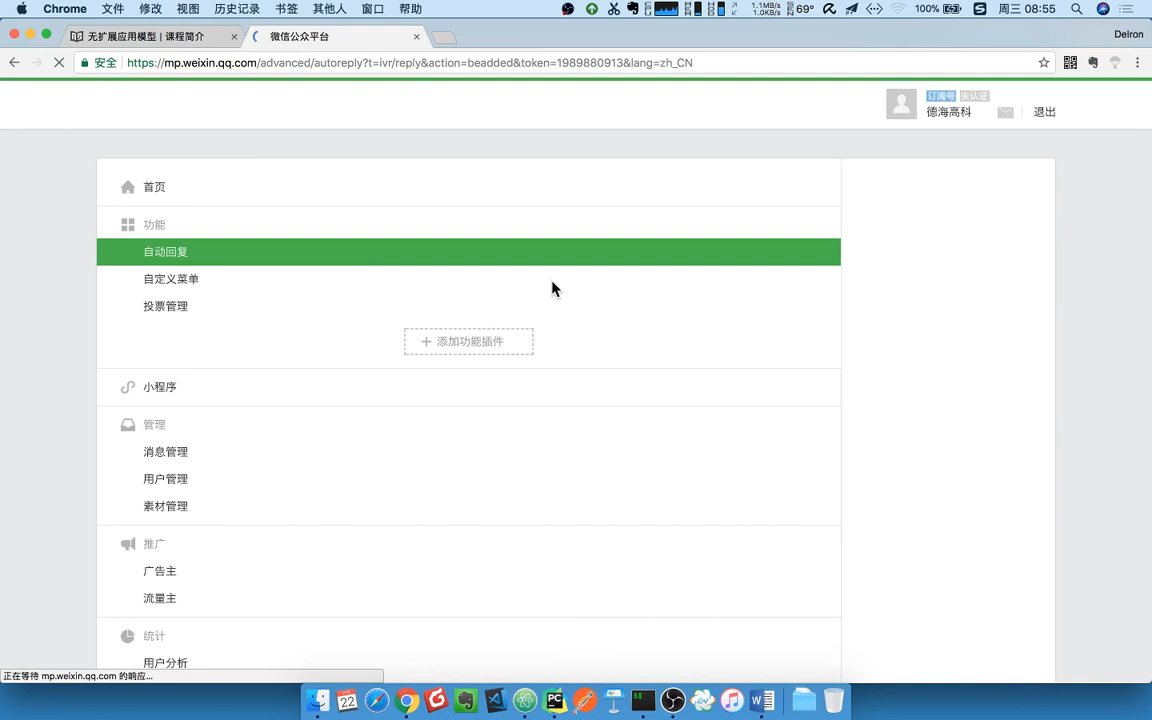 Chrome 文件 修改 视图 历史记录 书签 其他人 窗口 帮助 1.1MB/s 1.0KB/s 69° 100% 周三 08:55
无扩展应用模型 | 课程简介 微信公众平台 Delron
安全 https://mp.weixin.qq.com/advanced/autoreply?t=ivr/reply&action=beadded&token=1989880913&lang=zh_CN
订阅号 未认证
德海高科 退出
首页
功能
自动回复
自定义菜单
投票管理
添加功能插件
小程序
管理
消息管理
用户管理
素材管理
推广
广告主
流量主
统计
用户分析
正在等待 mp.weixin.qq.com 的响应...
22
PC
W